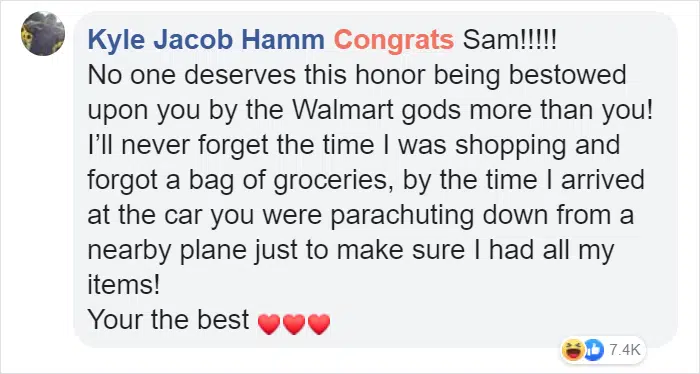 Kyle Jacob Hamm Congrats Sam!!!!!
No one deserves this honor being bestowed
upon you by the Walmart gods more than you!
I’ll never forget the time I was shopping and
forgot a bag of groceries, by the time I arrived
at the car you were parachuting down from a
nearby plane just to make sure I had all my
items!
Your the best ❤️❤️❤️
7.4K